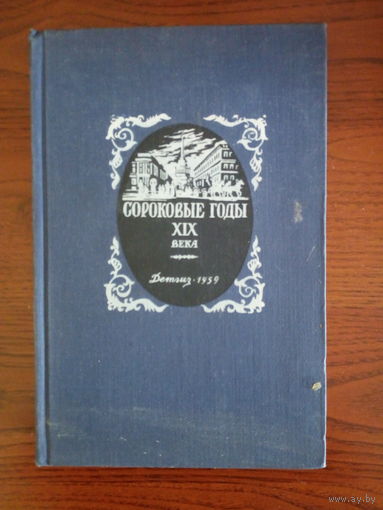 СОРОКОВЫЕ ГОДЫ
XIX
ВЕКА
Детгиз · 1959
www.ay.by